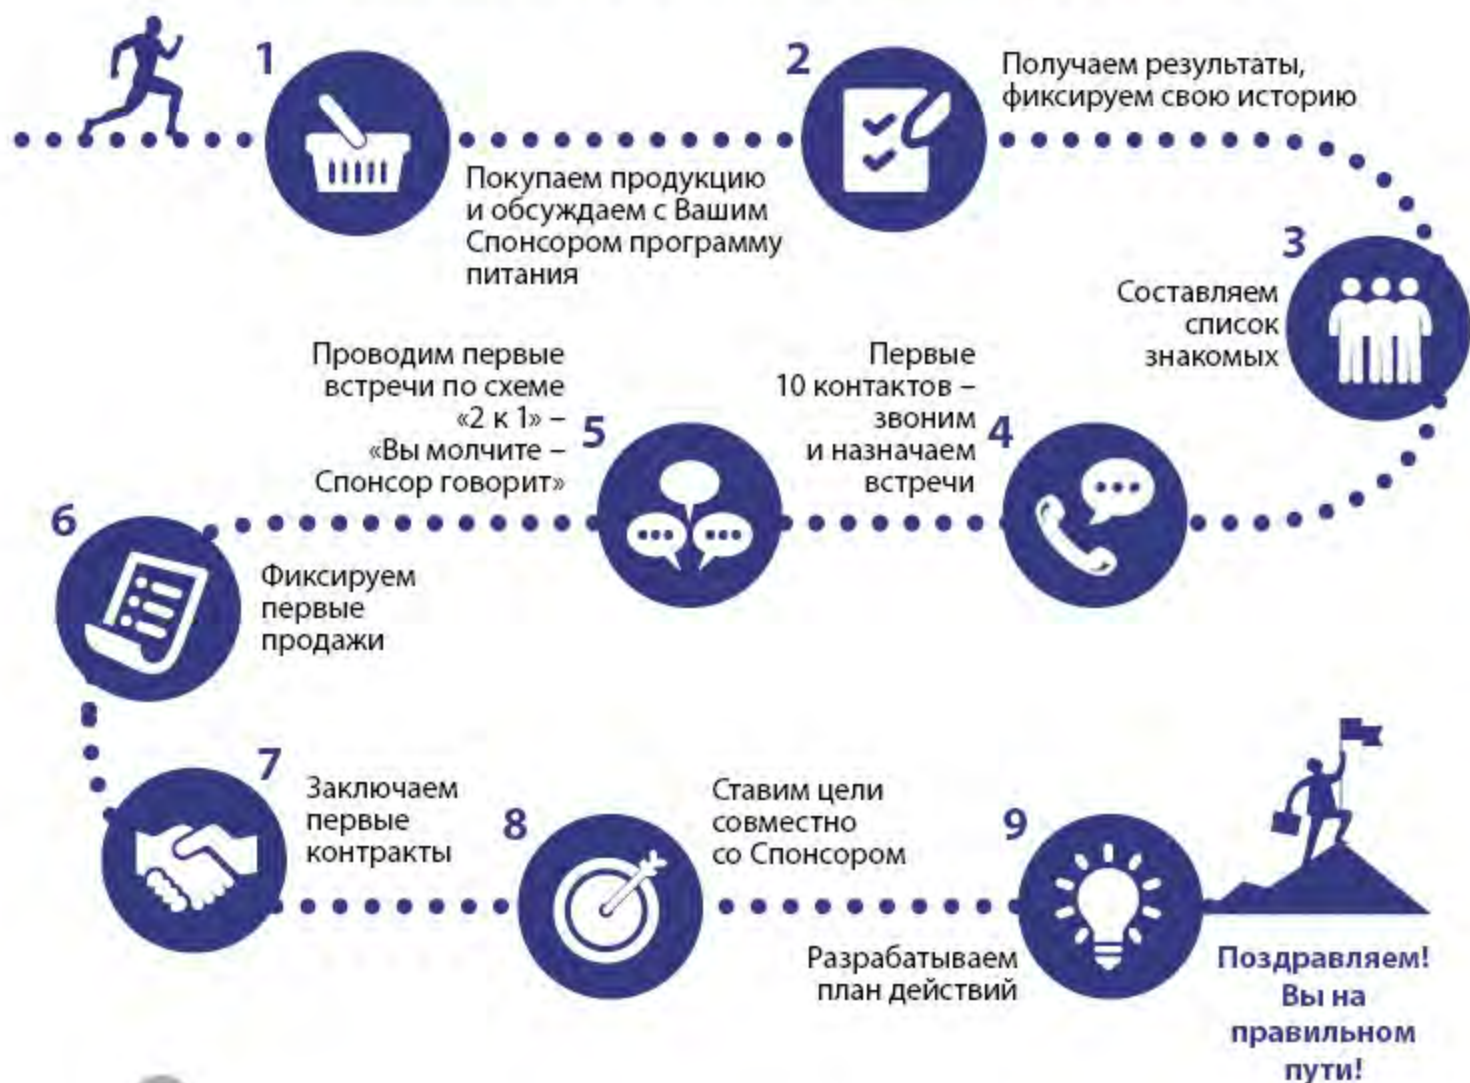 1
Покупаем продукцию
и обсуждаем с Вашим
Спонсором программу
питания
2
Получаем результаты,
фиксируем свою историю
3
Составляем
список
знакомых
4
Первые
10 контактов –
звоним
и назначаем
встречи
5
Проводим первые
встречи по схеме
«2 к 1» –
«Вы молчите –
Спонсор говорит»
6
Фиксируем
первые
продажи
7
Заключаем
первые
контракты
8
Ставим цели
совместно
со Спонсором
9
Разрабатываем
план действий
Поздравляем!
Вы на
правильном
пути!